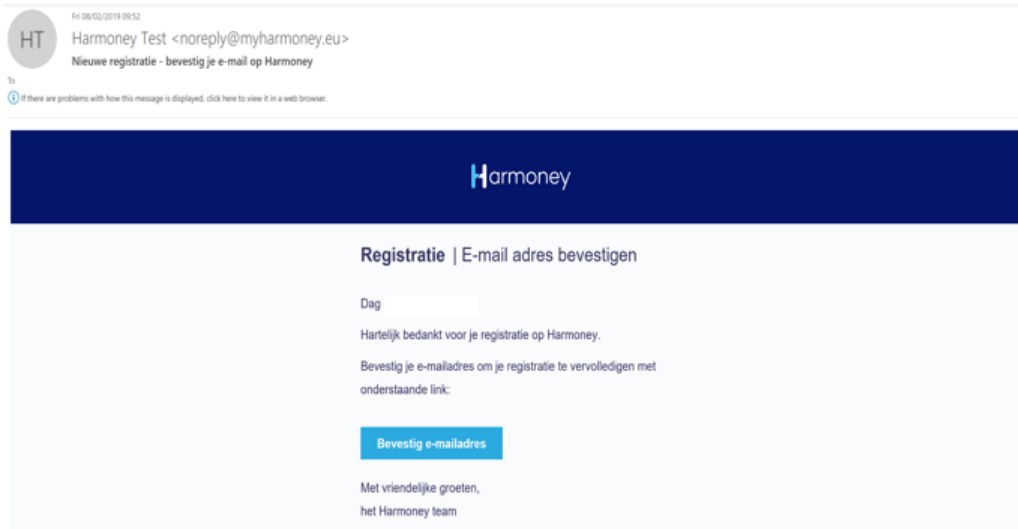 Fri 08/02/2019 09:52
HT
Harmoney Test <noreply@myharmoney.eu>
Nieuwe registratie - bevestig je e-mail op Harmoney
To
If there are problems with how this message is displayed, click here to view it in a web browser.
Harmoney
Registratie | E-mail adres bevestigen
Dag
Hartelijk bedankt voor je registratie op Harmoney.
Bevestig je e-mailadres om je registratie te vervolledigen met
onderstaande link:
Bevestig e-mailadres
Met vriendelijke groeten,
het Harmoney team